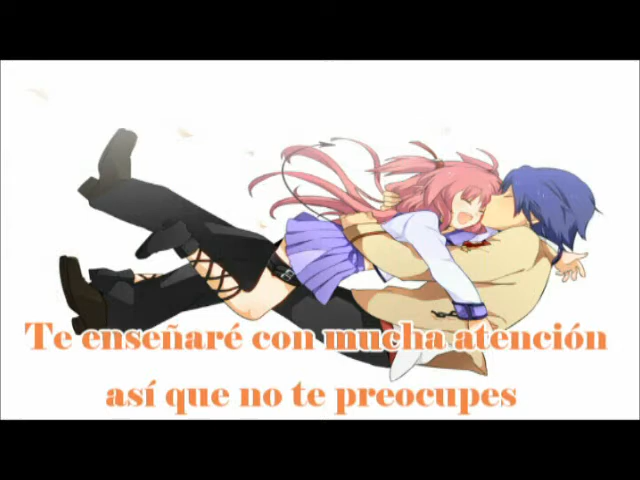 Te enseñaré con mucha atención
así que no te preocupes